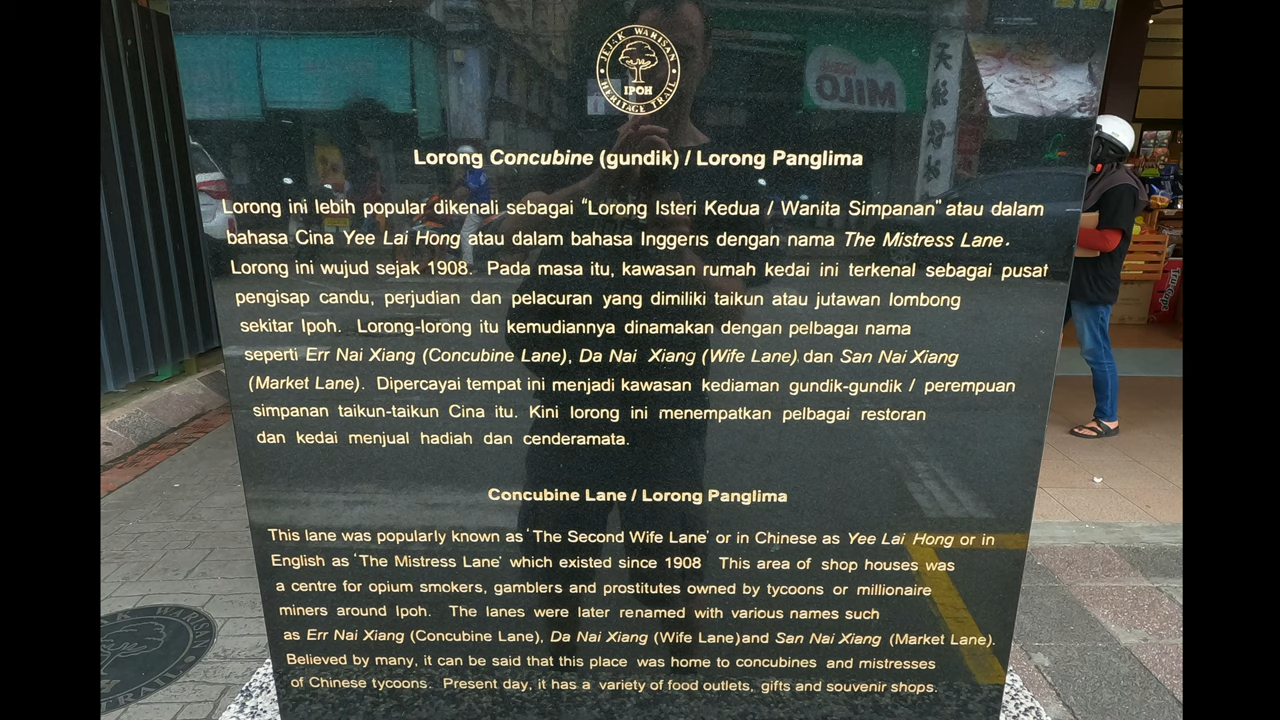 JEJAK WARISAN
IPOH
HERITAGE TRAIL
MILO
天
Lorong Concubine (gundik) / Lorong Panglima
Lorong ini lebih popular dikenali sebagai “Lorong Isteri Kedua / Wanita Simpanan” atau dalam
bahasa Cina Yee Lai Hong atau dalam bahasa Inggeris dengan nama The Mistress Lane.
Lorong ini wujud sejak 1908. Pada masa itu, kawasan rumah kedai ini terkenal sebagai pusat
pengisap candu, perjudian dan pelacuran yang dimiliki taikun atau jutawan lombong
sekitar Ipoh. Lorong-lorong itu kemudiannya dinamakan dengan pelbagai nama
seperti Err Nai Xiang (Concubine Lane), Da Nai Xiang (Wife Lane) dan San Nai Xiang
(Market Lane). Dipercayai tempat ini menjadi kawasan kediaman gundik-gundik / perempuan
simpanan taikun-taikun Cina itu. Kini lorong ini menempatkan pelbagai restoran
dan kedai menjual hadiah dan cenderamata.
Concubine Lane / Lorong Panglima
This lane was popularly known as ‘The Second Wife Lane’ or in Chinese as Yee Lai Hong or in
English as ‘The Mistress Lane’ which existed since 1908 This area of shop houses was
a centre for opium smokers, gamblers and prostitutes owned by tycoons or millionaire
miners around Ipoh. The lanes were later renamed with various names such
as Err Nai Xiang (Concubine Lane), Da Nai Xiang (Wife Lane)and San Nai Xiang (Market Lane).
Believed by many, it can be said that this place was home to concubines and mistresses
of Chinese tycoons. Present day, it has a variety of food outlets, gifts and souvenir shops.